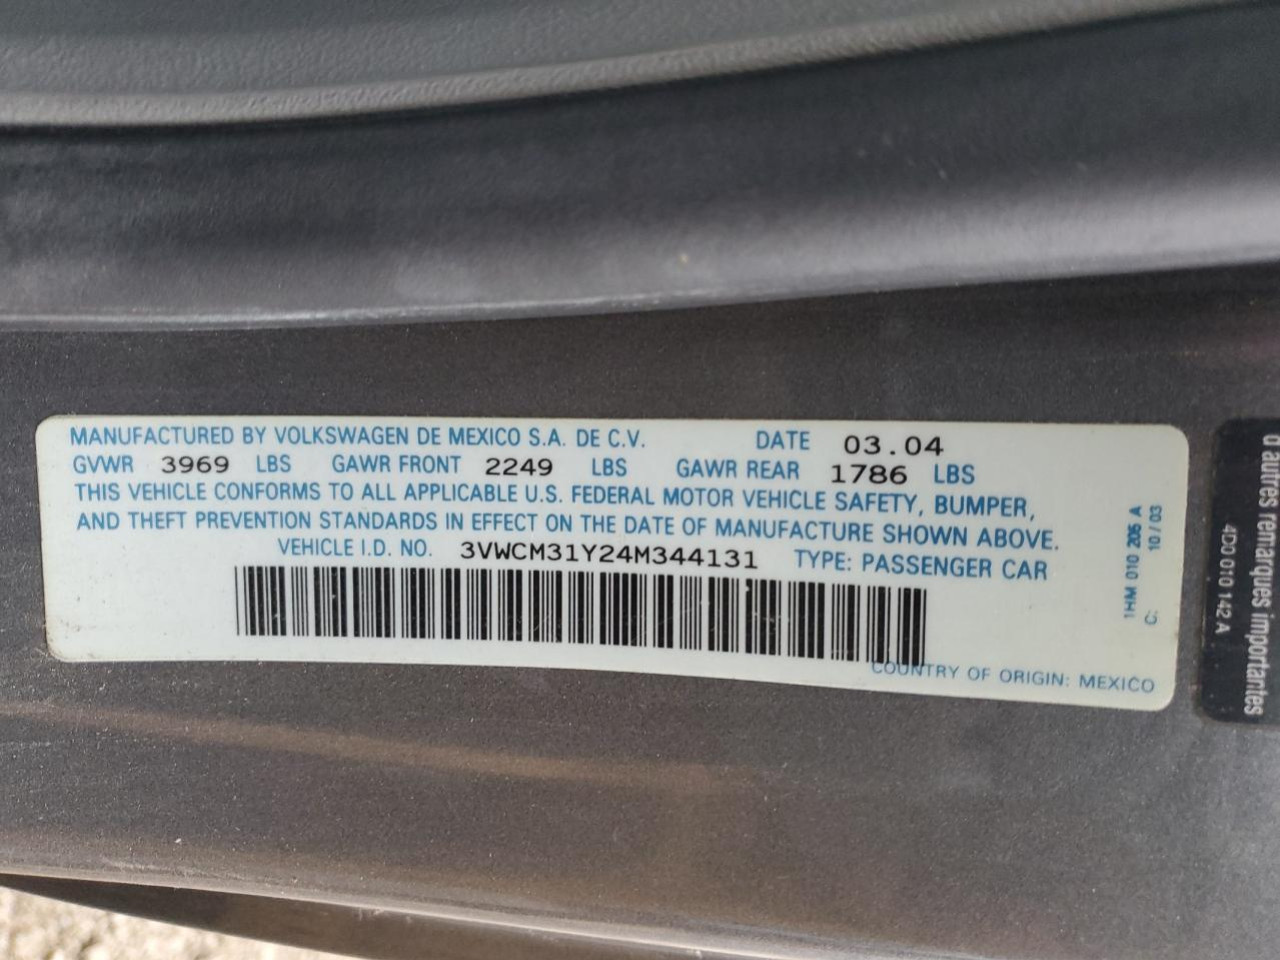 MANUFACTURED BY VOLKSWAGEN DE MEXICO S.A. DE C.V. DATE 03.04
GVWR 3969 LBS GAWR FRONT 2249 LBS GAWR REAR 1786 LBS
THIS VEHICLE CONFORMS TO ALL APPLICABLE U.S. FEDERAL MOTOR VEHICLE SAFETY, BUMPER,
AND THEFT PREVENTION STANDARDS IN EFFECT ON THE DATE OF MANUFACTURE SHOWN ABOVE.
VEHICLE I.D. NO. 3VWCM31Y24M344131 TYPE: PASSENGER CAR
COUNTRY OF ORIGIN: MEXICO
1HM 010 205 A
C: 10/03
4D0 010 142 A
d'autres remarques importantes